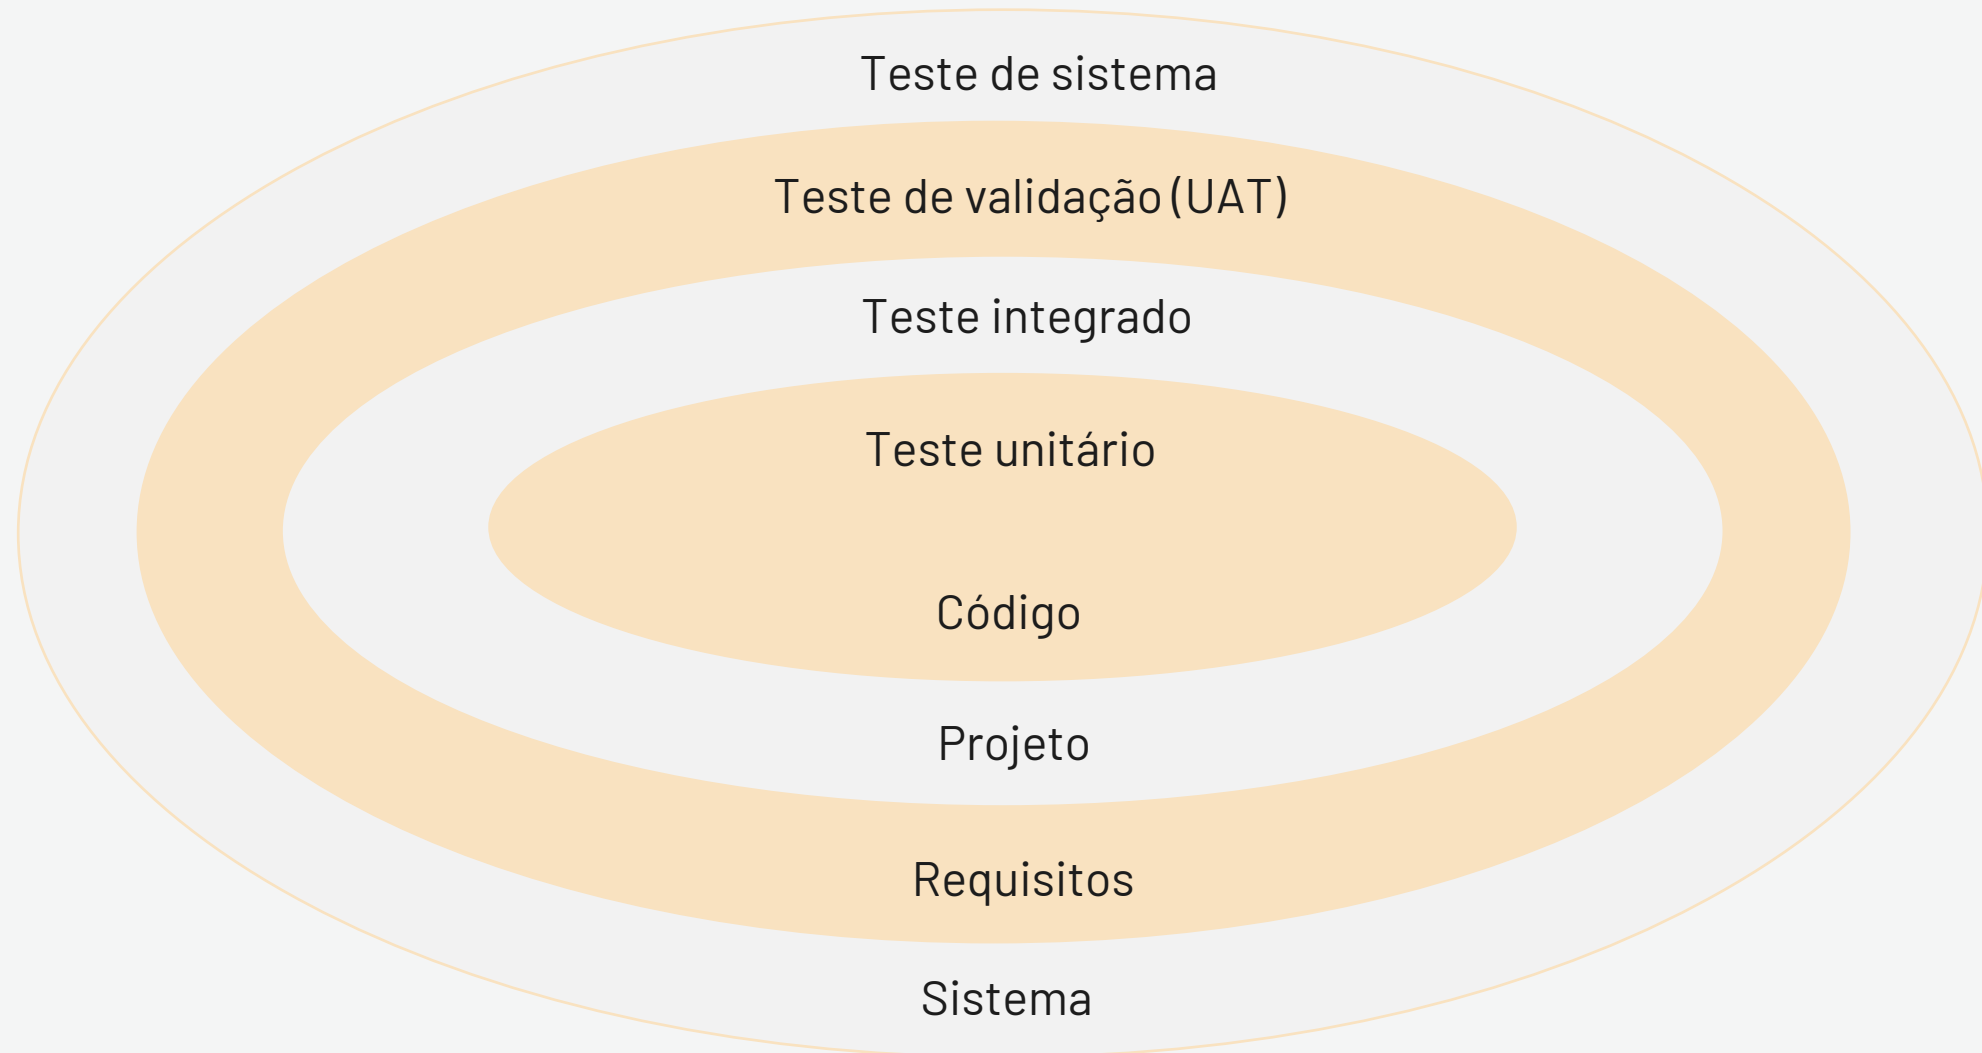 Teste de sistema
Teste de validação (UAT)
Teste integrado
Teste unitário
Código
Projeto
Requisitos
Sistema